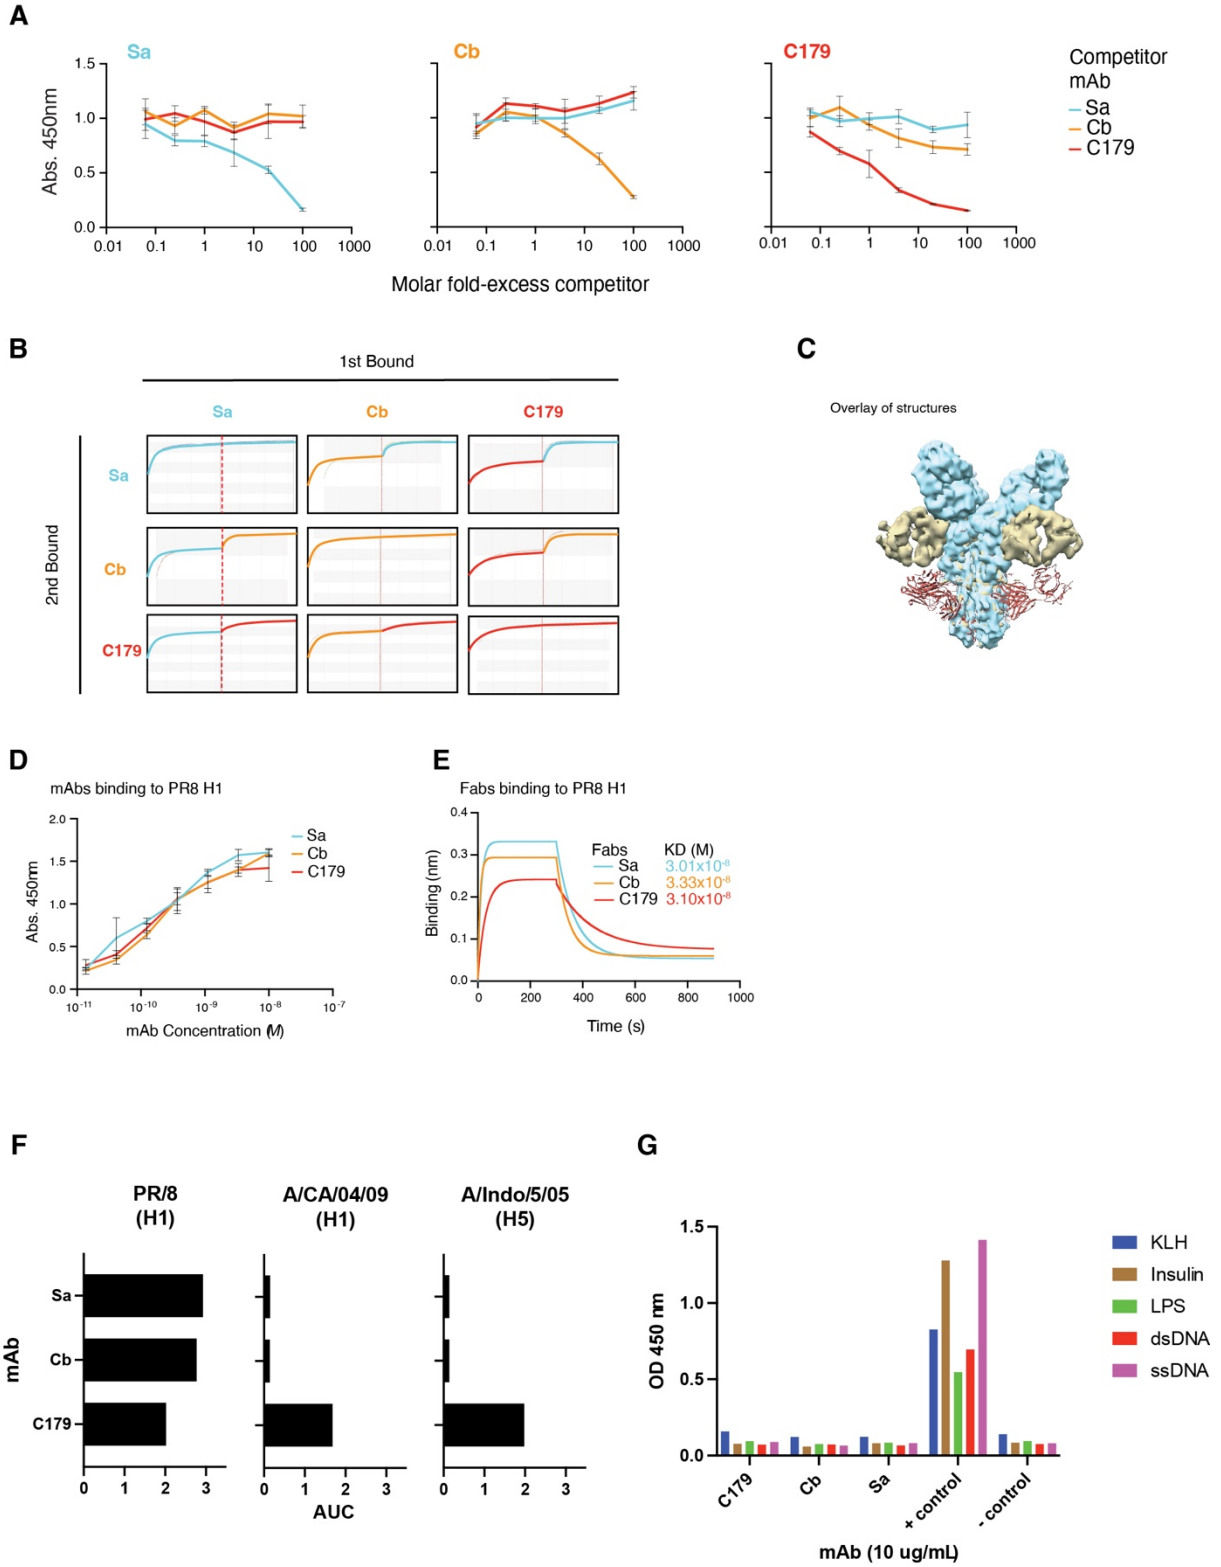 A
Sa
Cb
C179
Competitor
mAb
Sa
Cb
C179
Abs. 450nm
1.5
1.0
0.5
0.0
0.01 0.1 1 10 100 1000
0.01 0.1 1 10 100 1000
0.01 0.1 1 10 100 1000
Molar fold-excess competitor
B
1st Bound
Sa Cb C179
2nd Bound
Sa
Cb
C179
C
Overlay of structures
D
mAbs binding to PR8 H1
Abs. 450nm
2.0
1.5
1.0
0.5
0.0
Sa
Cb
C179
10-11 10-10 10-9 10-8 10-7
mAb Concentration (M)
E
Fabs binding to PR8 H1
Binding (nm)
0.4
0.3
0.2
0.1
0.0
Fabs KD (M)
Sa 3.01x10-8
Cb 3.33x10-8
C179 3.10x10-8
0 200 400 600 800 1000
Time (s)
F
PR/8
(H1)
A/CA/04/09
(H1)
A/Indo/5/05
(H5)
mAb
Sa
Cb
C179
0 1 2 3
0 1 2 3
0 1 2 3
AUC
G
OD 450 nm
1.5
1.0
0.5
0.0
KLH
Insulin
LPS
dsDNA
ssDNA
C179
Cb
Sa
+ control
- control
mAb (10 ug/mL)